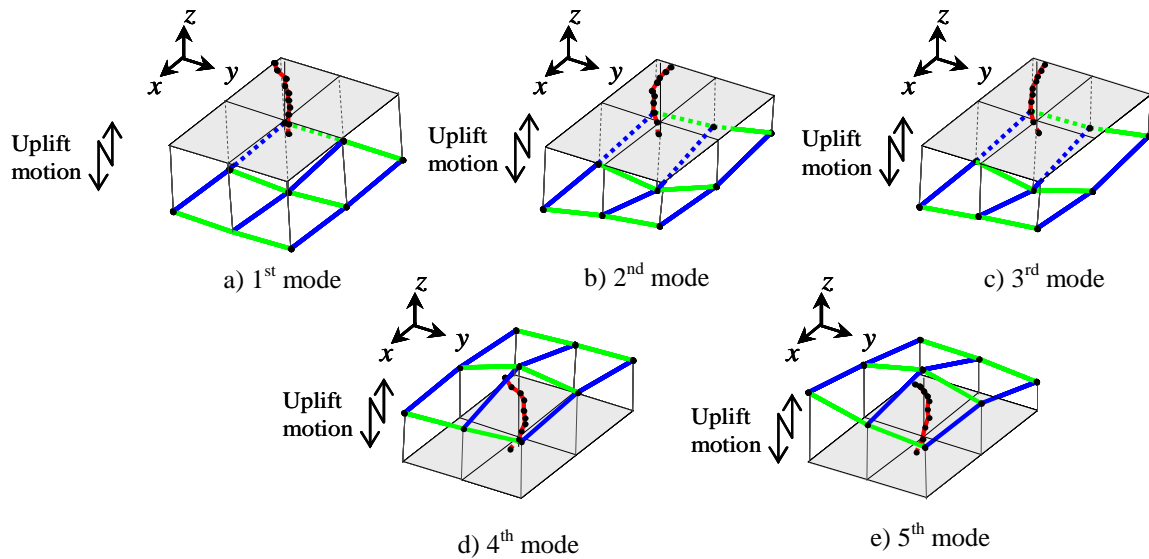 z
x
y
Uplift
motion
a) 1st mode
z
x
y
Uplift
motion
b) 2nd mode
z
x
y
Uplift
motion
c) 3rd mode
z
x
y
Uplift
motion
d) 4th mode
z
x
y
Uplift
motion
e) 5th mode